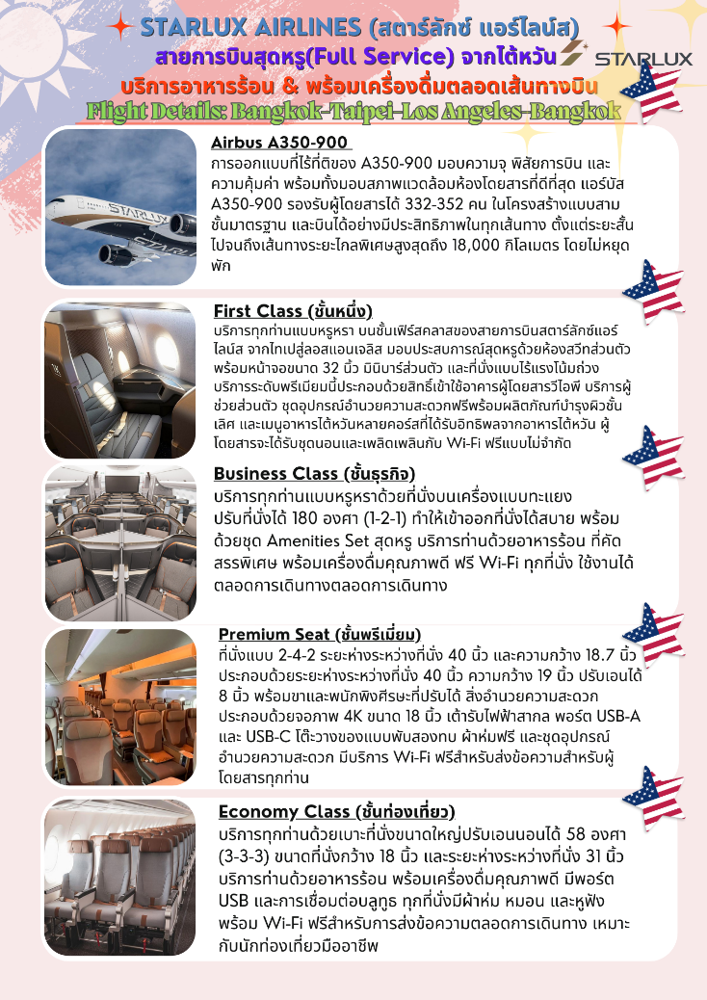 STARLUX AIRLINES (สตาร์ลักซ์ แอร์ไลน์ส)
สายการบินสุดหรู(Full Service) จากไต้หวัน
STARLUX
บริการอาหารร้อน & พร้อมเครื่องดื่มตลอดเส้นทางบิน
Flight Details: Bangkok-Taipei-Los Angeles-Bangkok
Airbus A350-900
การออกแบบที่ไร้ที่ติของ A350-900 มอบความจุ พิสัยการบิน และ
ความคุ้มค่า พร้อมทั้งมอบสภาพแวดล้อมห้องโดยสารที่ดีที่สุด แอร์บัส
A350-900 รองรับผู้โดยสารได้ 332-352 คน ในโครงสร้างแบบสาม
ชั้นมาตรฐาน และบินได้อย่างมีประสิทธิภาพในทุกเส้นทาง ตั้งแต่ระยะสั้น
ไปจนถึงเส้นทางระยะไกลพิเศษสูงสุดถึง 18,000 กิโลเมตร โดยไม่หยุด
พัก
STARLUX
First Class (ชั้นหนึ่ง)
บริการทุกท่านแบบหรูหรา บนชั้นเฟิร์สคลาสของสายการบินสตาร์ลักซ์แอร์
ไลน์ส จากไทเปสู่ลอสแอนเจลิส มอบประสบการณ์สุดหรูด้วยห้องสวีทส่วนตัว
พร้อมหน้าจอขนาด 32 นิ้ว มินิบาร์ส่วนตัว และที่นั่งแบบไร้แรงโน้มถ่วง
บริการระดับพรีเมียมนี้ประกอบด้วยสิทธิ์เข้าใช้อาคารผู้โดยสารวีไอพี บริการผู้
ช่วยส่วนตัว ชุดอุปกรณ์อำนวยความสะดวกฟรีพร้อมผลิตภัณฑ์บำรุงผิวชั้น
เลิศ และเมนูอาหารไต้หวันหลายคอร์สที่ได้รับอิทธิพลจากอาหารไต้หวัน ผู้
โดยสารจะได้รับชุดนอนและเพลิดเพลินกับ Wi-Fi ฟรีแบบไม่จำกัด
Business Class (ชั้นธุรกิจ)
บริการทุกท่านแบบหรูหราด้วยที่นั่งบนเครื่องแบบทะแยง
ปรับที่นั่งได้ 180 องศา (1-2-1) ทำให้เข้าออกที่นั่งได้สบาย พร้อม
ด้วยชุด Amenities Set สุดหรู บริการท่านด้วยอาหารร้อน ที่คัด
สรรพิเศษ พร้อมเครื่องดื่มคุณภาพดี ฟรี Wi-Fi ทุกที่นั่ง ใช้งานได้
ตลอดการเดินทางตลอดการเดินทาง
Premium Seat (ชั้นพรีเมี่ยม)
ที่นั่งแบบ 2-4-2 ระยะห่างระหว่างที่นั่ง 40 นิ้ว และความกว้าง 18.7 นิ้ว
ประกอบด้วยระยะห่างระหว่างที่นั่ง 40 นิ้ว ความกว้าง 19 นิ้ว ปรับเอนได้
8 นิ้ว พร้อมขาและพนักพิงศีรษะที่ปรับได้ สิ่งอำนวยความสะดวก
ประกอบด้วยจอภาพ 4K ขนาด 18 นิ้ว เต้ารับไฟฟ้าสากล พอร์ต USB-A
และ USB-C โต๊ะวางของแบบพับสองทบ ผ้าห่มฟรี และชุดอุปกรณ์
อำนวยความสะดวก มีบริการ Wi-Fi ฟรีสำหรับส่งข้อความสำหรับผู้
โดยสารทุกท่าน
Economy Class (ชั้นท่องเที่ยว)
บริการทุกท่านด้วยเบาะที่นั่งขนาดใหญ่ปรับเอนนอนได้ 58 องศา
(3-3-3) ขนาดที่นั่งกว้าง 18 นิ้ว และระยะห่างระหว่างที่นั่ง 31 นิ้ว
บริการท่านด้วยอาหารร้อน พร้อมเครื่องดื่มคุณภาพดี มีพอร์ต
USB และการเชื่อมต่อบลูทูธ ทุกที่นั่งมีผ้าห่ม หมอน และหูฟัง
พร้อม Wi-Fi ฟรีสำหรับการส่งข้อความตลอดการเดินทาง เหมาะ
กับนักท่องเที่ยวมืออาชีพ